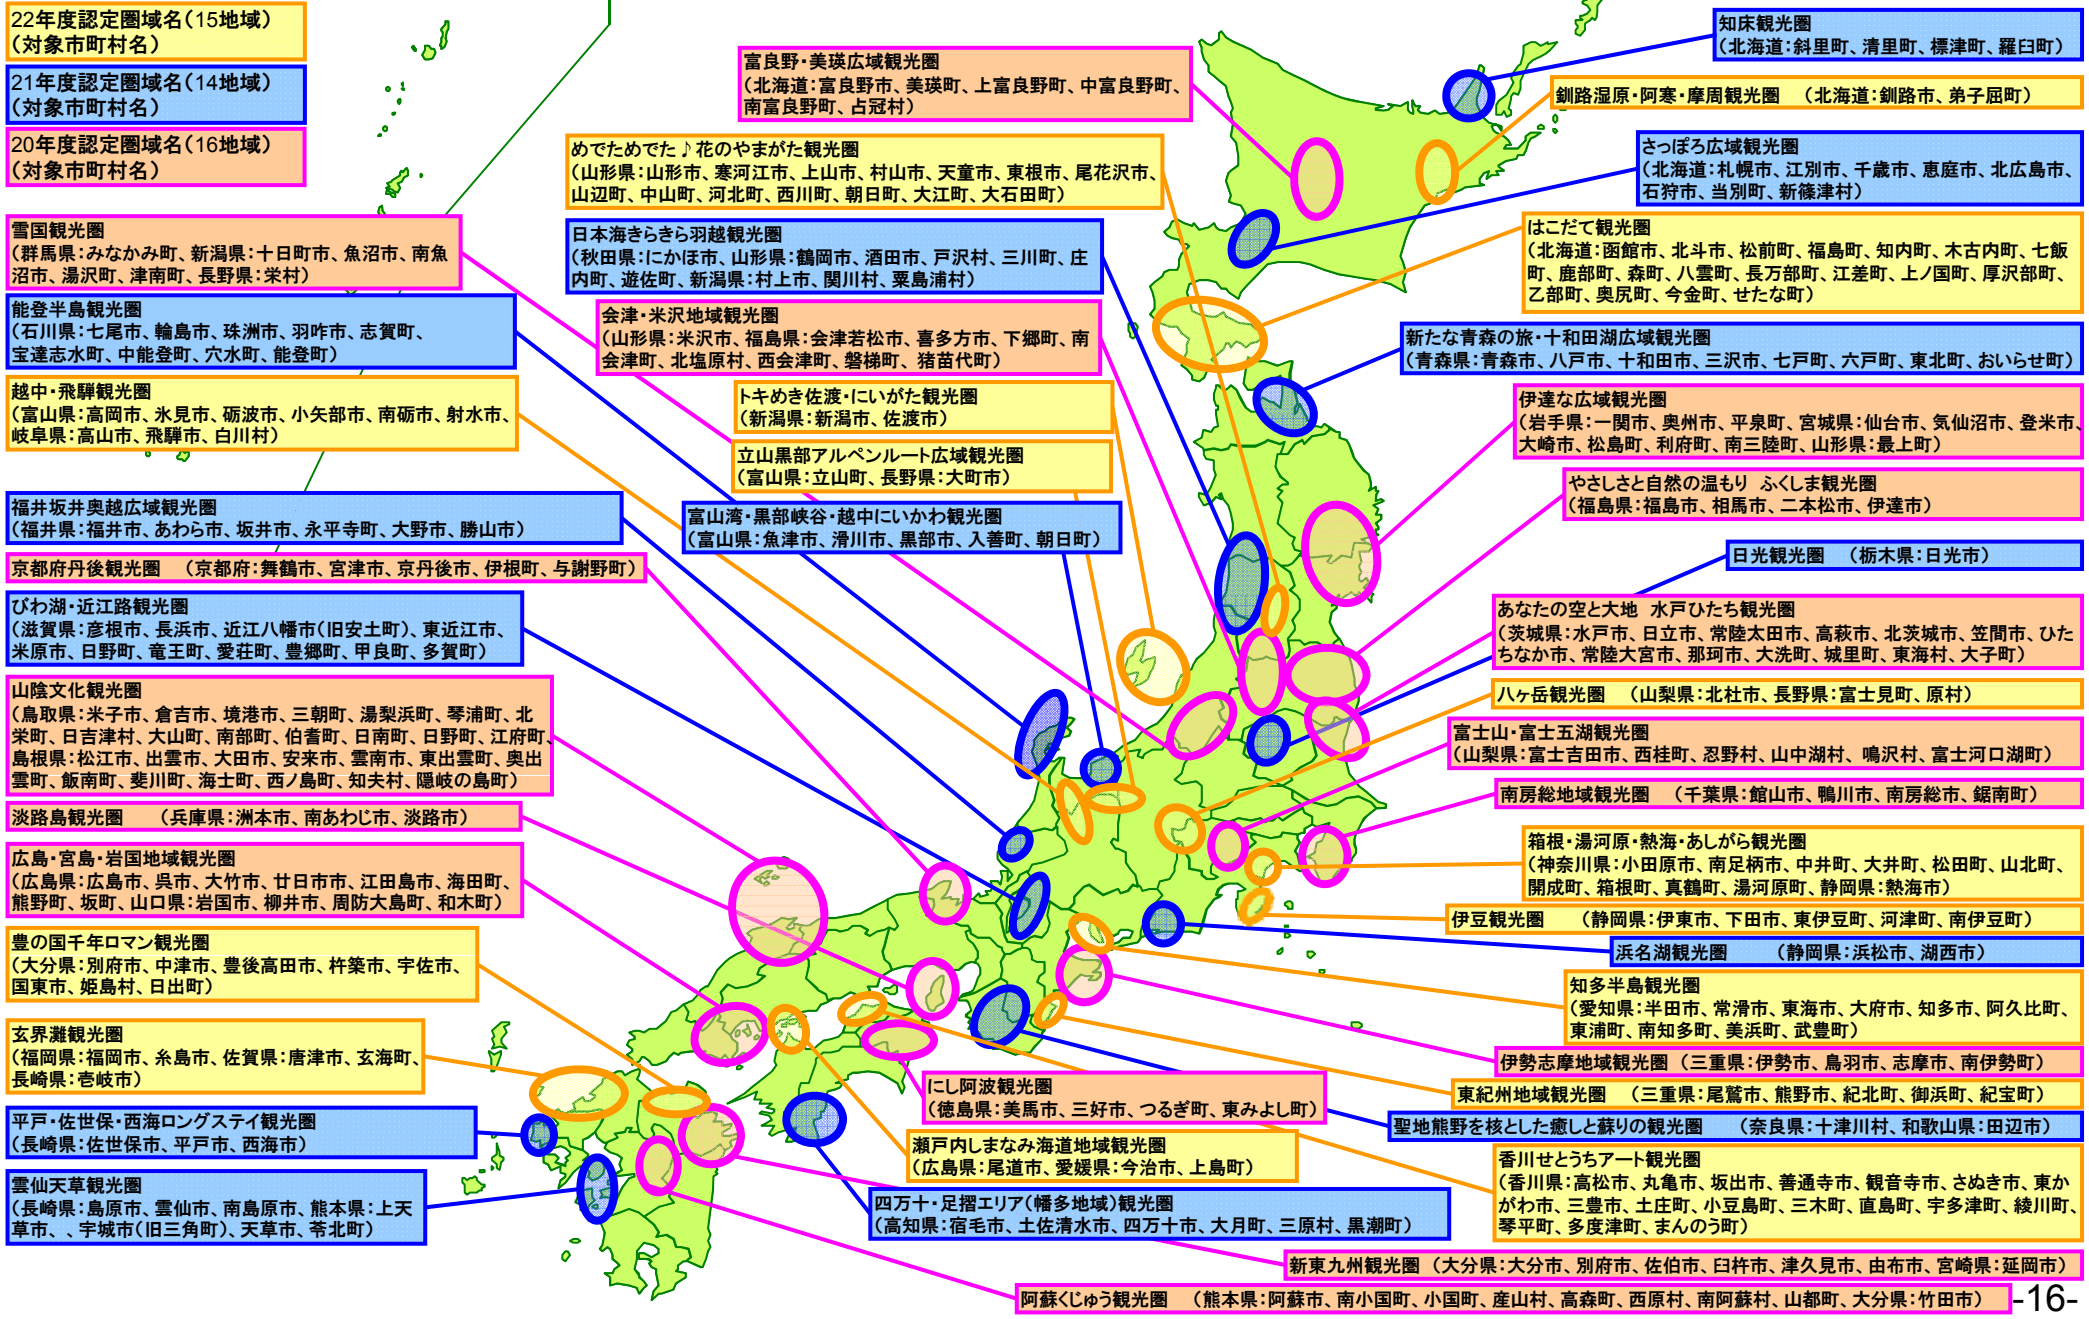 22年度認定圏域名(15地域)
(対象市町村名)
21年度認定圏域名(14地域)
(対象市町村名)
20年度認定圏域名(16地域)
(対象市町村名)
雪国観光圏
(群馬県:みなかみ町、新潟県:十日町市、魚沼市、南魚
沼市、湯沢町、津南町、長野県:栄村)
能登半島観光圏
(石川県:七尾市、輪島市、珠洲市、羽咋市、志賀町、
宝達志水町、中能登町、穴水町、能登町)
越中・飛騨観光圏
(富山県:高岡市、氷見市、砺波市、小矢部市、南砺市、射水市、
岐阜県:高山市、飛騨市、白川村)
福井坂井奥越広域観光圏
(福井県:福井市、あわら市、坂井市、永平寺町、大野市、勝山市)
京都府丹後観光圏 (京都府:舞鶴市、宮津市、京丹後市、伊根町、与謝野町)
びわ湖・近江路観光圏
(滋賀県:彦根市、長浜市、近江八幡市(旧安土町)、東近江市、
米原市、日野町、竜王町、愛荘町、豊郷町、甲良町、多賀町)
山陰文化観光圏
(鳥取県:米子市、倉吉市、境港市、三朝町、湯梨浜町、琴浦町、北
栄町、日吉津村、大山町、南部町、伯耆町、日南町、日野町、江府町、
島根県:松江市、出雲市、大田市、安来市、雲南市、東出雲町、奥出
雲町、飯南町、斐川町、海士町、西ノ島町、知夫村、隠岐の島町)
淡路島観光圏 (兵庫県:洲本市、南あわじ市、淡路市)
広島・宮島・岩国地域観光圏
(広島県:広島市、呉市、大竹市、廿日市市、江田島市、海田町、
熊野町、坂町、山口県:岩国市、柳井市、周防大島町、和木町)
豊の国千年ロマン観光圏
(大分県:別府市、中津市、豊後高田市、杵築市、宇佐市、
国東市、姫島村、日出町)
玄界灘観光圏
(福岡県:福岡市、糸島市、佐賀県:唐津市、玄海町、
長崎県:壱岐市)
平戸・佐世保・西海ロングステイ観光圏
(長崎県:佐世保市、平戸市、西海市)
雲仙天草観光圏
(長崎県:島原市、雲仙市、南島原市、熊本県:上天
草市、、宇城市(旧三角町)、天草市、苓北町)
富良野・美瑛広域観光圏
(北海道:富良野市、美瑛町、上富良野町、中富良野町、
南富良野町、占冠村)
めでためでた♪花のやまがた観光圏
(山形県:山形市、寒河江市、上山市、村山市、天童市、東根市、尾花沢市、
山辺町、中山町、河北町、西川町、朝日町、大江町、大石田町)
日本海きらきら羽越観光圏
(秋田県:にかほ市、山形県:鶴岡市、酒田市、戸沢村、三川町、庄
内町、遊佐町、新潟県:村上市、関川村、粟島浦村)
会津・米沢地域観光圏
(山形県:米沢市、福島県:会津若松市、喜多方市、下郷町、南
会津町、北塩原村、西会津町、磐梯町、猪苗代町)
トキめき佐渡・にいがた観光圏
(新潟県:新潟市、佐渡市)
立山黒部アルペンルート広域観光圏
(富山県:立山町、長野県:大町市)
富山湾・黒部峡谷・越中にいかわ観光圏
(富山県:魚津市、滑川市、黒部市、入善町、朝日町)
知床観光圏
(北海道:斜里町、清里町、標津町、羅臼町)
釧路湿原・阿寒・摩周観光圏 (北海道:釧路市、弟子屈町)
さっぽろ広域観光圏
(北海道:札幌市、江別市、千歳市、恵庭市、北広島市、
石狩市、当別町、新篠津村)
はこだて観光圏
(北海道:函館市、北斗市、松前町、福島町、知内町、木古内町、七飯
町、鹿部町、森町、八雲町、長万部町、江差町、上ノ国町、厚沢部町、
乙部町、奥尻町、今金町、せたな町)
新たな青森の旅・十和田湖広域観光圏
(青森県:青森市、八戸市、十和田市、三沢市、七戸町、六戸町、東北町、おいらせ町)
伊達な広域観光圏
(岩手県:一関市、奥州市、平泉町、宮城県:仙台市、気仙沼市、登米市、
大崎市、松島町、利府町、南三陸町、山形県:最上町)
やさしさと自然の温もり ふくしま観光圏
(福島県:福島市、相馬市、二本松市、伊達市)
日光観光圏 (栃木県:日光市)
あなたの空と大地 水戸ひたち観光圏
(茨城県:水戸市、日立市、常陸太田市、高萩市、北茨城市、笠間市、ひた
ちなか市、常陸大宮市、那珂市、大洗町、城里町、東海村、大子町)
八ヶ岳観光圏 (山梨県:北杜市、長野県:富士見町、原村)
富士山・富士五湖観光圏
(山梨県:富士吉田市、西桂町、忍野村、山中湖村、鳴沢村、富士河口湖町)
南房総地域観光圏 (千葉県:館山市、鴨川市、南房総市、鋸南町)
箱根・湯河原・熱海・あしがら観光圏
(神奈川県:小田原市、南足柄市、中井町、大井町、松田町、山北町、
開成町、箱根町、真鶴町、湯河原町、静岡県:熱海市)
伊豆観光圏 (静岡県:伊東市、下田市、東伊豆町、河津町、南伊豆町)
浜名湖観光圏 (静岡県:浜松市、湖西市)
知多半島観光圏
(愛知県:半田市、常滑市、東海市、大府市、知多市、阿久比町、
東浦町、南知多町、美浜町、武豊町)
伊勢志摩地域観光圏 (三重県:伊勢市、鳥羽市、志摩市、南伊勢町)
東紀州地域観光圏 (三重県:尾鷲市、熊野市、紀北町、御浜町、紀宝町)
聖地熊野を核とした癒しと蘇りの観光圏 (奈良県:十津川村、和歌山県:田辺市)
にし阿波観光圏
(徳島県:美馬市、三好市、つるぎ町、東みよし町)
瀬戸内しまなみ海道地域観光圏
(広島県:尾道市、愛媛県:今治市、上島町)
香川せとうちアート観光圏
(香川県:高松市、丸亀市、坂出市、善通寺市、観音寺市、さぬき市、東か
がわ市、三豊市、土庄町、小豆島町、三木町、直島町、宇多津町、綾川町、
琴平町、多度津町、まんのう町)
四万十・足摺エリア(幡多地域)観光圏
(高知県:宿毛市、土佐清水市、四万十市、大月町、三原村、黒潮町)
新東九州観光圏 (大分県:大分市、別府市、佐伯市、臼杵市、津久見市、由布市、宮崎県:延岡市)
阿蘇くじゅう観光圏 (熊本県:阿蘇市、南小国町、小国町、産山村、高森町、西原村、南阿蘇村、山都町、大分県:竹田市)
-16-